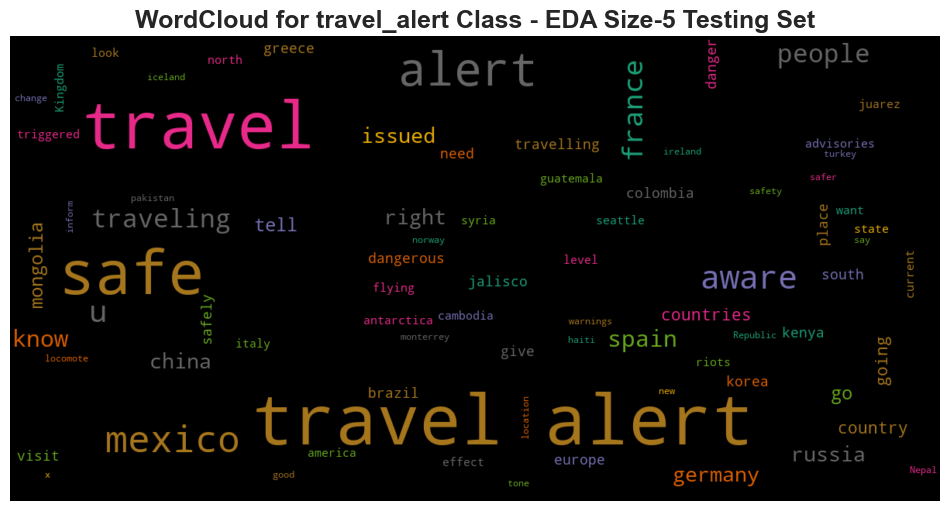 WordCloud for travel_alert Class - EDA Size-5 Testing Set
look
greece
north
alert
people
danger
Kingdom
iceland
france
change
travel
juarez
triggered
issued
need
travelling
ireland
advisories
turkey
guatemala
safer
pakistan
colombia
safety
inform
traveling
tell
right
syria
seattle
place
want
state
say
norway
mongolia
safe
dangerous
level
aware
south
current
flying
jalisco
u
safely
antarctica
cambodia
warnings
countries
know
italy
monterrey
haiti
spain
Republic
kenya
going
locomote
china
give
riots
korea
brazil
new
go
travel alert
location
mexico
country
visit
america
effect
europe
russia
x
good
tone
germany
Nepal